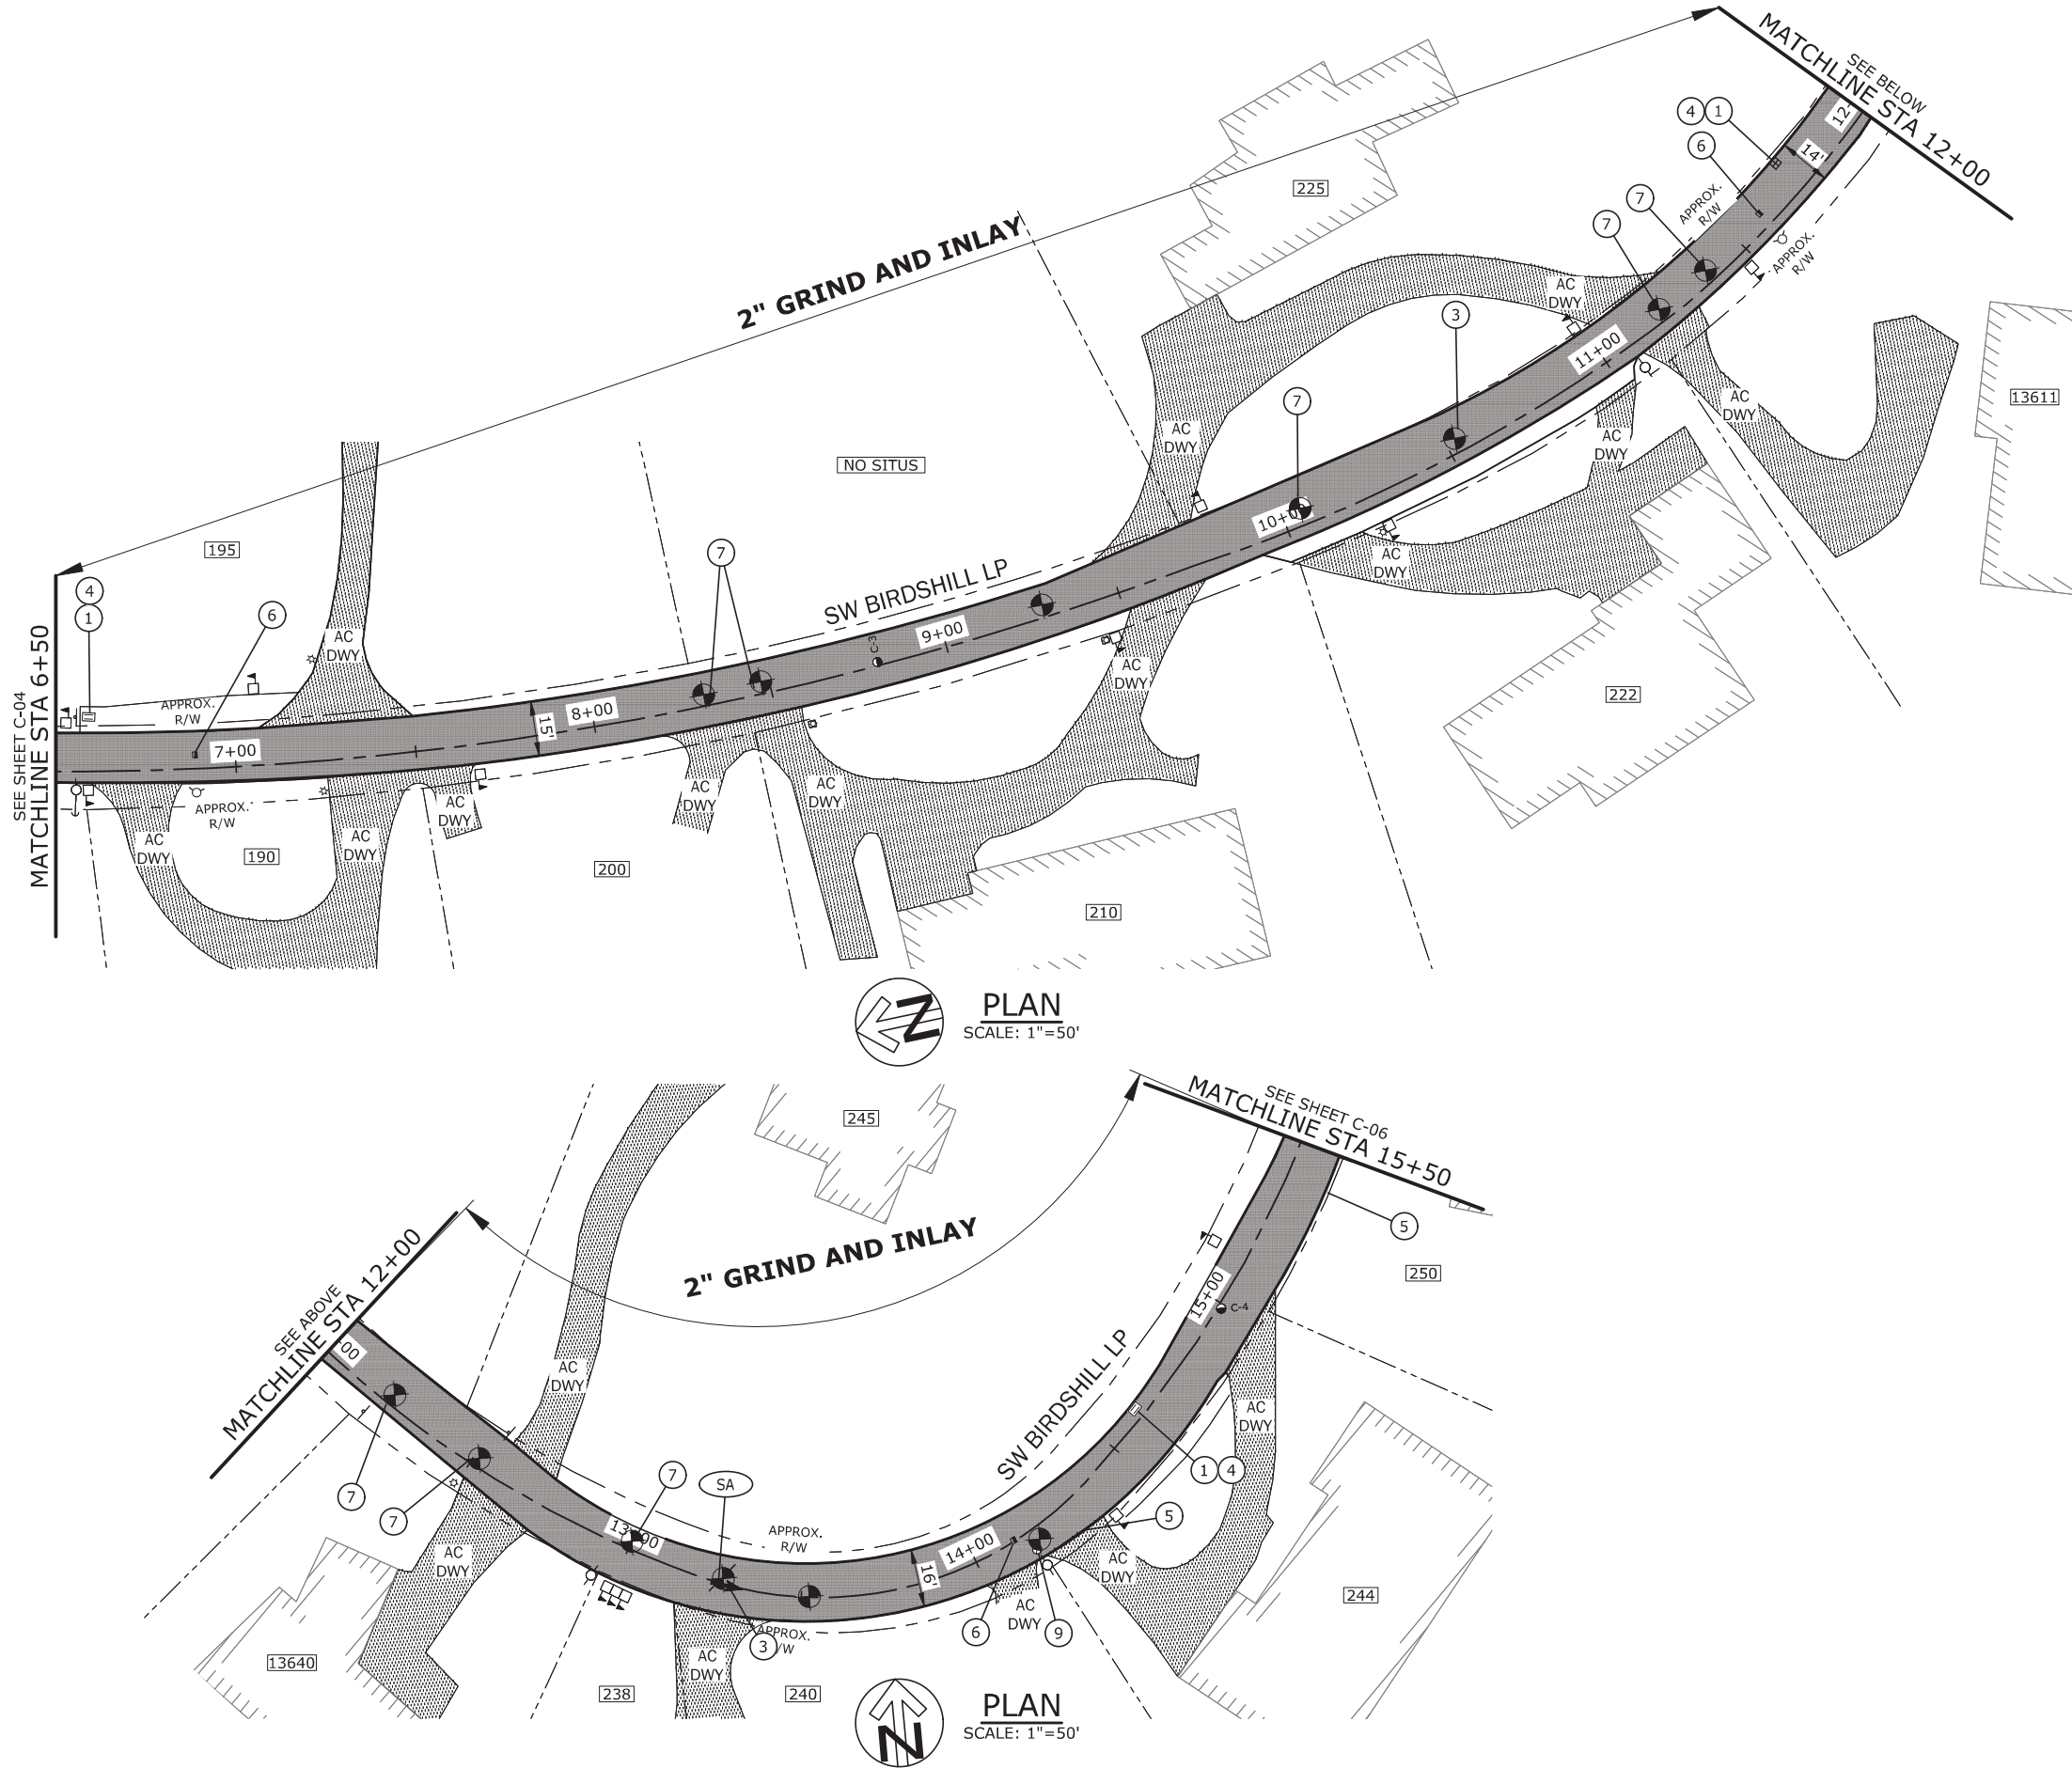 MATCHLINE STA 12+00
SEE BELOW
4 1
6
12
14'
APPROX.
R/W
225
7
7
APPROX.
R/W
2" GRIND AND INLAY
AC
DWY
3
11+00
13611
AC
DWY
7
AC
DWY
AC
DWY
NO SITUS
10+00
195
AC
DWY
7
SW BIRDSHILL LP
4
1
6
C-3
9+00
SEE SHEET C-04
MATCHLINE STA 6+50
AC
DWY
AC
DWY
222
APPROX.
R/W
15'
8+00
7+00
APPROX.
R/W
AC
DWY
AC
DWY
AC
DWY
AC
DWY
AC
DWY
190
200
210
N
PLAN
SCALE: 1"=50'
SEE SHEET C-06
MATCHLINE STA 15+50
245
5
2" GRIND AND INLAY
250
SEE ABOVE
MATCHLINE STA 12+00
00
15+00
C-4
SW BIRDSHILL LP
AC
DWY
AC
DWY
1 4
7
7
7
SA
5
APPROX.
R/W
13+00
14+00
16'
AC
DWY
AC
DWY
AC
DWY
244
6
9
3
APPROX.
/W
AC
DWY
13640
238
240
N
PLAN
SCALE: 1"=50'